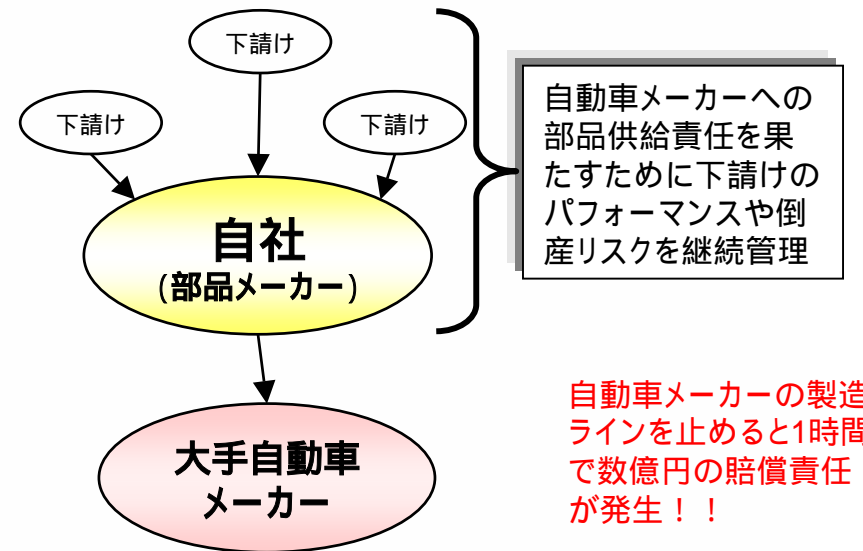 下請け
下請け
下請け
自社
(部品メーカー)
大手自動車
メーカー
自動車メーカーへの
部品供給責任を果
たすために下請けの
パフォーマンスや倒
産リスクを継続管理
自動車メーカーの製造
ラインを止めると1時間
で数億円の賠償責任
が発生！！